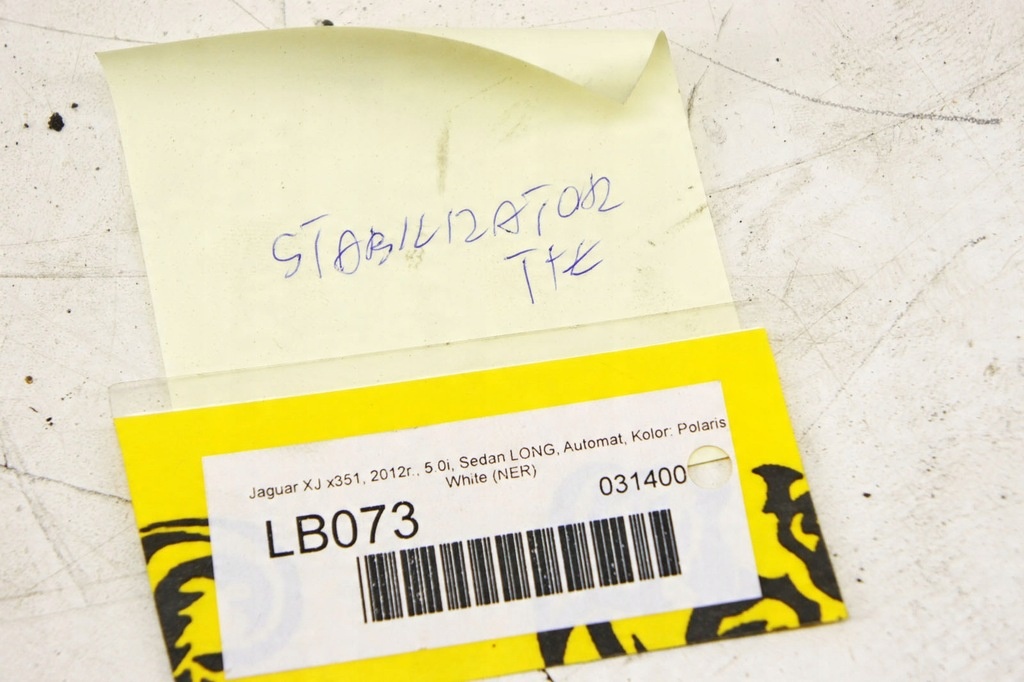 STABILIZATOR
TYŁ
Jaguar XJ x351, 2012r., 5.0i, Sedan LONG, Automat, Kolor: Polaris
White (NER)
031400
LB073